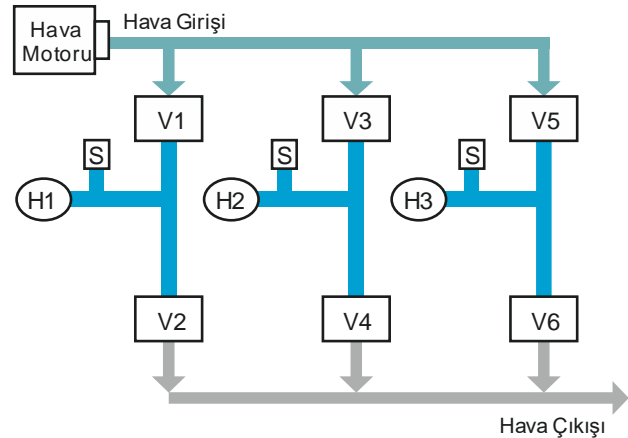 Hava
Motoru
Hava Girişi
V1
V3
V5
S
S
S
H1
H2
H3
V2
V4
V6
Hava Çıkışı